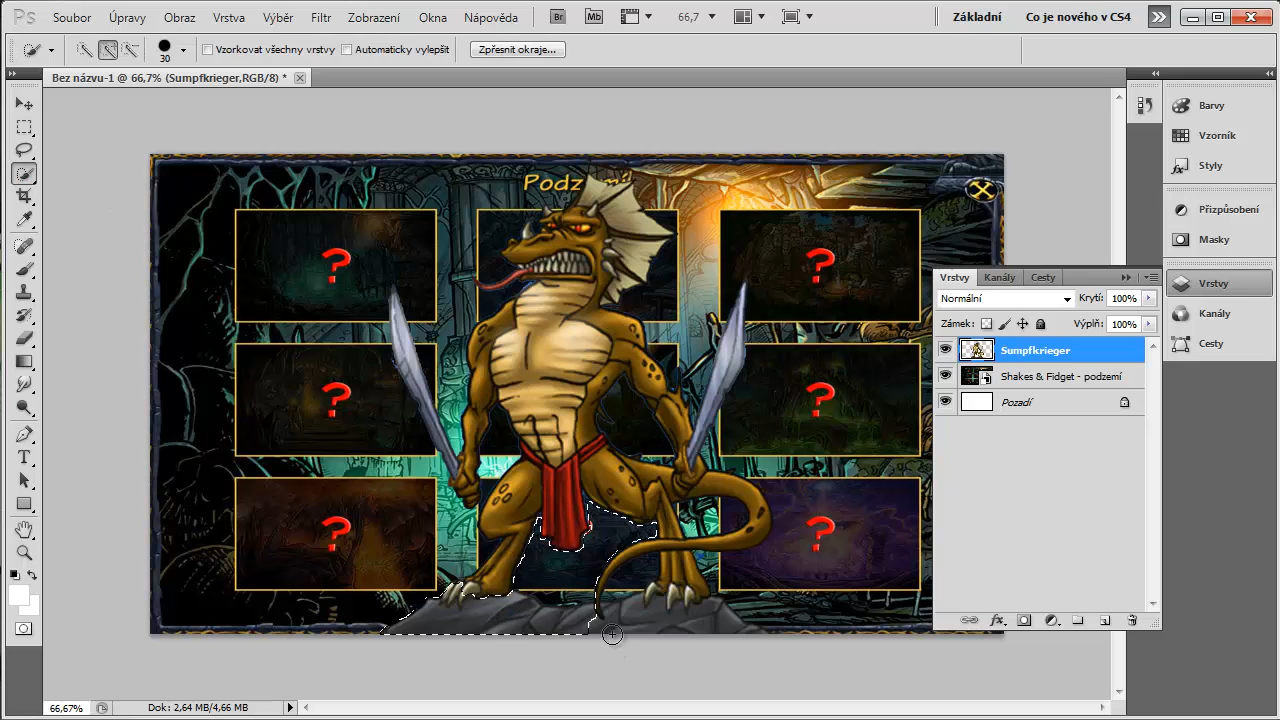 Ps Soubor Úpravy Obraz Vrstva Výběr Filtr Zobrazení Okna Nápověda Br Mb 66,7 Základní Co je nového v CS4
30 Vzorkovat všechny vrstvy Automaticky vylepšit Zpřesnit okraje...
Bez názvu-1 @ 66,7% (Sumpfkrieger,RGB/8) *
Barvy
Vzorník
Styly
Přizpůsobení
Masky
Vrstvy
Kanály
Cesty
Podz
?
?
?
?
?
?
Vrstvy Kanály Cesty
Normální Krytí: 100%
Zámek: Výplň: 100%
Sumpfkrieger
Shakes & Fidget - podzemí
Pozadí
fx
66,67% Dok: 2,64 MB/4,66 MB